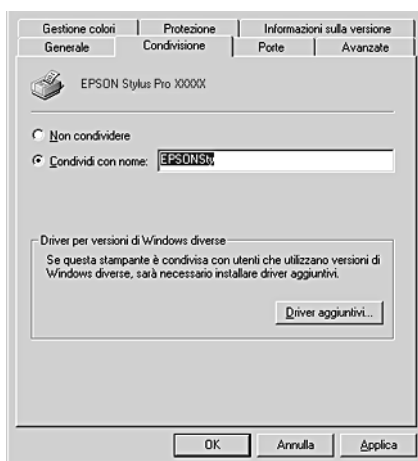 Gestione colori Protezione Informazioni sulla versione
Generale Condivisione Porte Avanzate
EPSON Stylus Pro XXXXX
Non condividere
Condividi con nome: EPSONSty
Driver per versioni di Windows diverse
Se questa stampante è condivisa con utenti che utilizzano versioni di
Windows diverse, sarà necessario installare driver aggiuntivi.
Driver aggiuntivi...
OK Annulla Applica